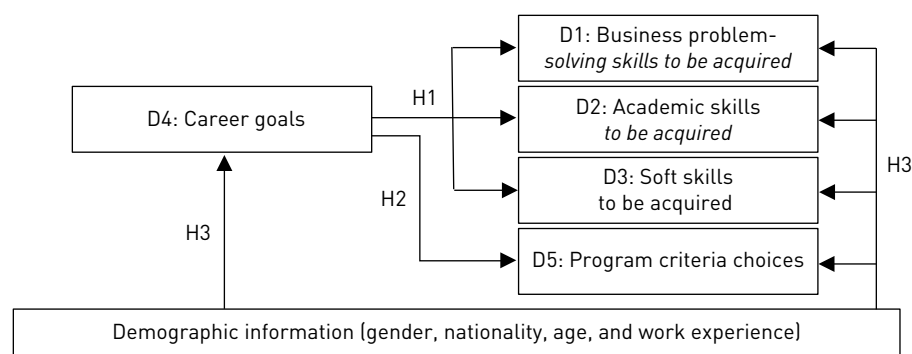 D1: Business problem-
solving skills to be acquired
H1
D4: Career goals
D2: Academic skills
to be acquired
D3: Soft skills
to be acquired
H3
H2
H3
D5: Program criteria choices
Demographic information (gender, nationality, age, and work experience)